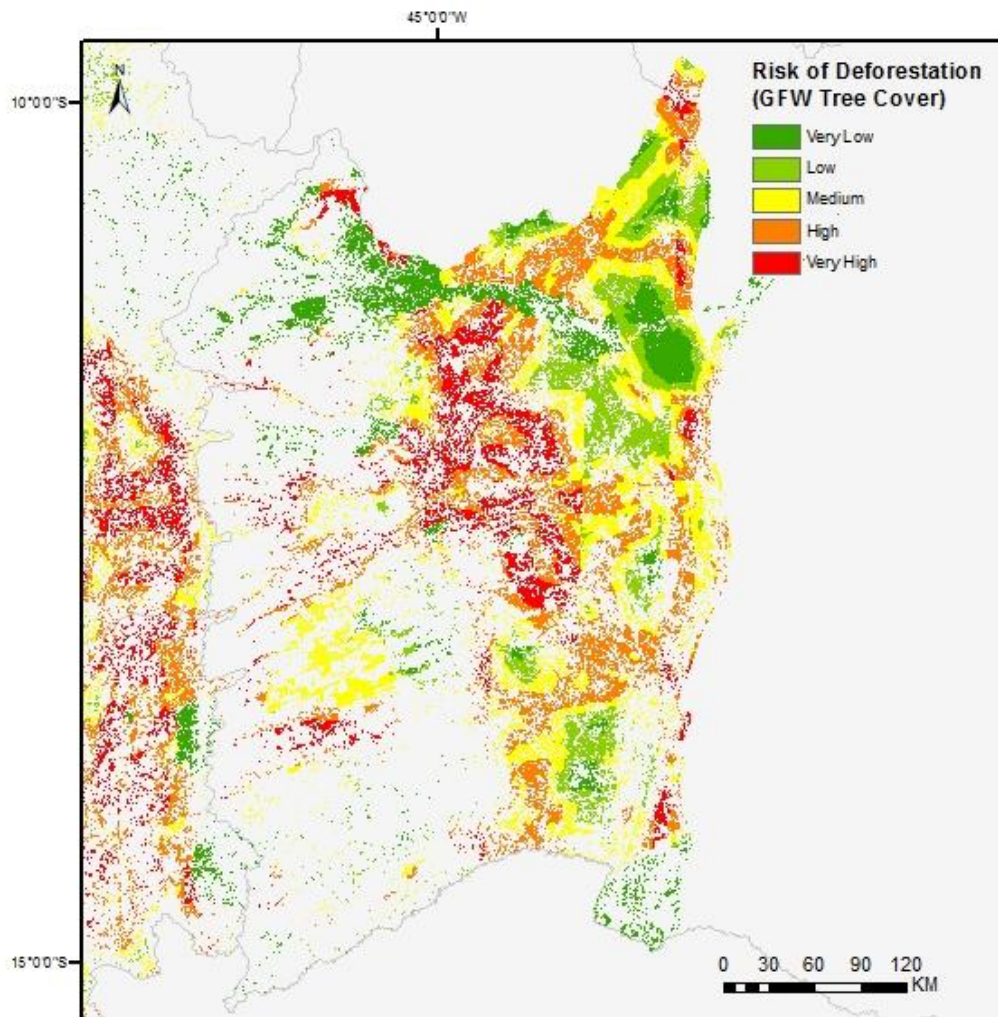 45°0'0"W
N
10°0'0"S
Risk of Deforestation
(GFW Tree Cover)
Very Low
Low
Medium
High
Very High
15°0'0"S
0 30 60 90 120
KM